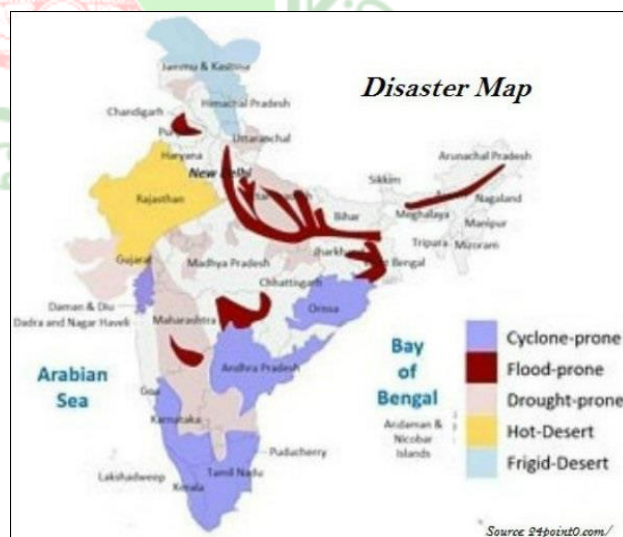 Disaster Map
Jammu & Kashmir
Himachal Pradesh
Chandigarh
Uttaranchal
Haryana
New Delhi
Arunachal Pradesh
Sikkim
Rajasthan
Bihar
Nagaland
Meghalaya
Manipur
Tripata Mizoram
Jharkhand
Bengal
Gujarat
Madhya Pradesh
Chhattisgarh
Daman & Diu
Dadra and Nagar Haveli
Maharashtra
Orissa
Andhra Pradesh
Arabian
Sea
Bay
of
Bengal
Goa
Karnataka
Andaman &
Nicobar
Islands
Puducherry
Lakshadweep
Tamil Nadu
Kerala
Cyclone-prone
Flood-prone
Drought-prone
Hot-Desert
Frigid-Desert
Source 24point0.com/